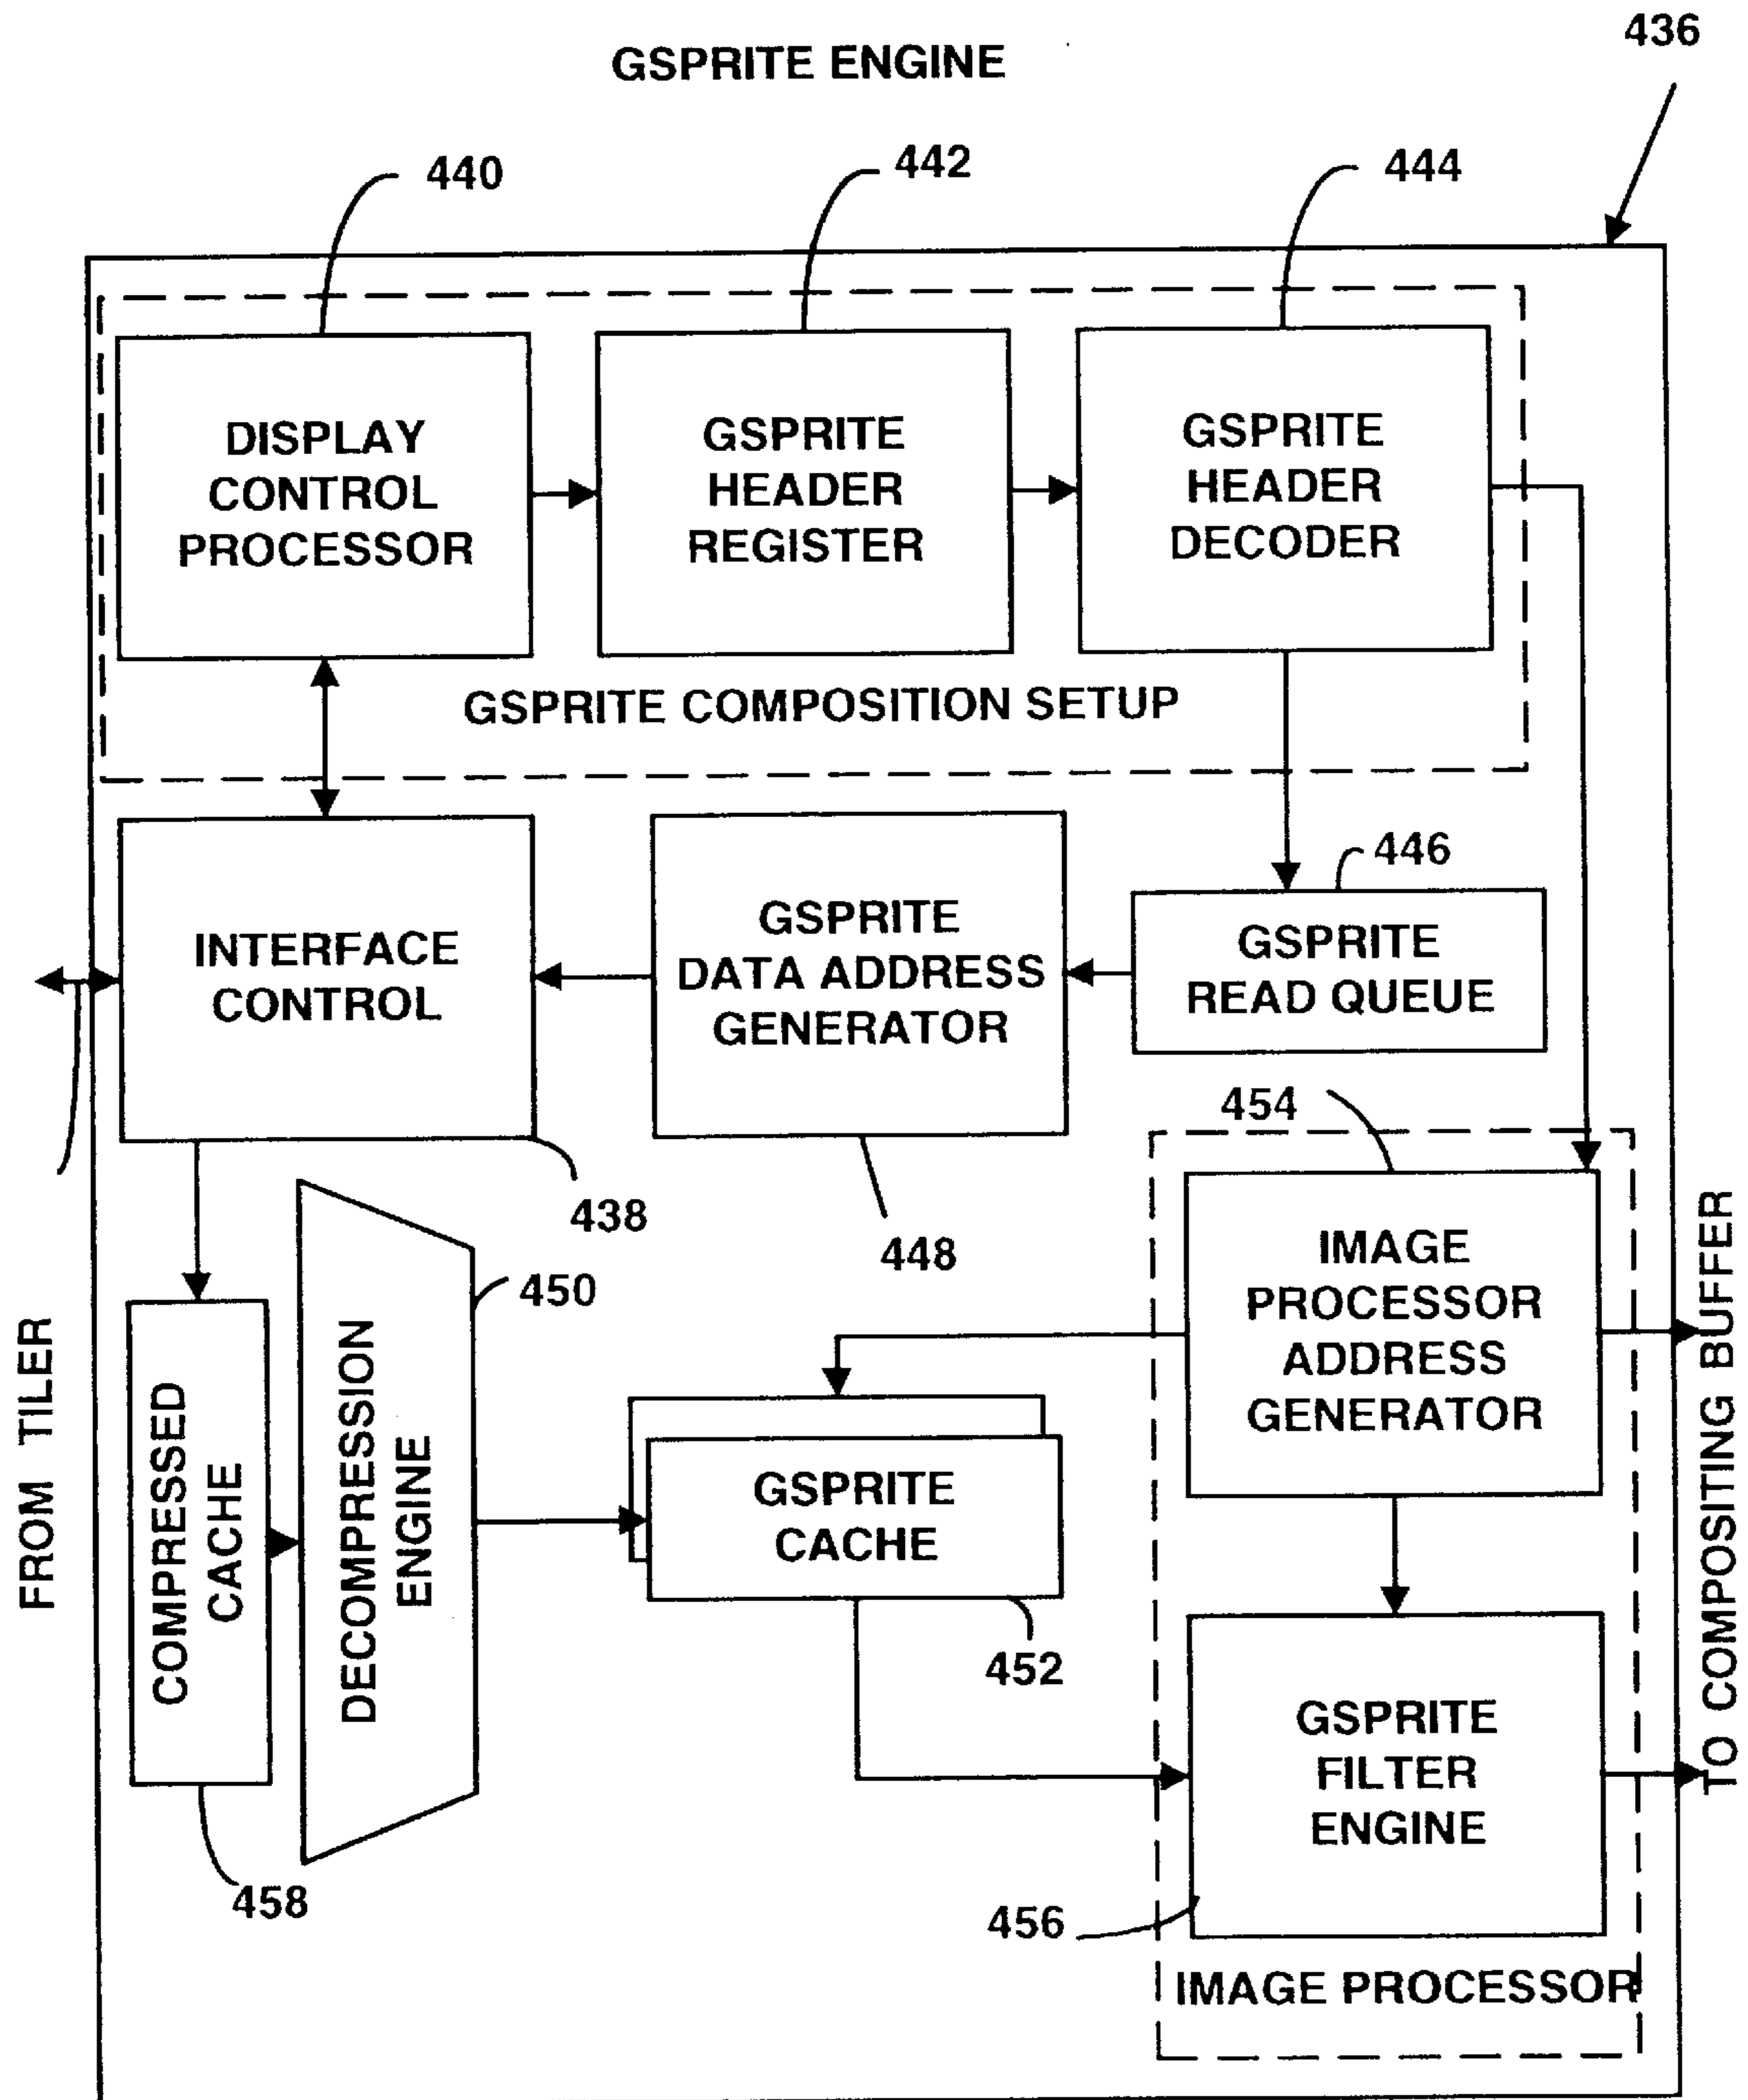 436
GSPRITE ENGINE
440
442
444
DISPLAY
CONTROL
PROCESSOR
GSPRITE
HEADER
REGISTER
GSPRITE
HEADER
DECODER
GSPRITE COMPOSITION SETUP
446
INTERFACE
CONTROL
GSPRITE
DATA ADDRESS
GENERATOR
GSPRITE
READ QUEUE
438
448
454
FROM TILER
COMPRESSED
CACHE
458
DECOMPRESSION
ENGINE
450
GSPRITE
CACHE
452
IMAGE
PROCESSOR
ADDRESS
GENERATOR
GSPRITE
FILTER
ENGINE
456
IMAGE PROCESSOR
TO COMPOSITING BUFFER